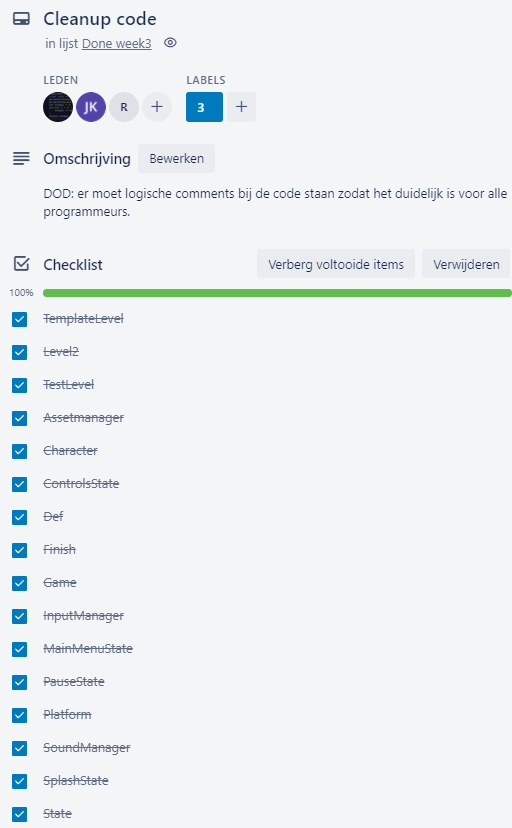 Cleanup code
in lijst Done week3
LEDEN
LABELS
JK
R
3
Omschrijving
Bewerken
DOD: er moet logische comments bij de code staan zodat het duidelijk is voor alle
programmeurs.
Checklist
Verberg voltooide items
Verwijderen
100%
TemplateLevel
Level2
TestLevel
Assetmanager
Character
ControlsState
Def
Finish
Game
InputManager
MainMenuState
PauseState
Platform
SoundManager
SplashState
State